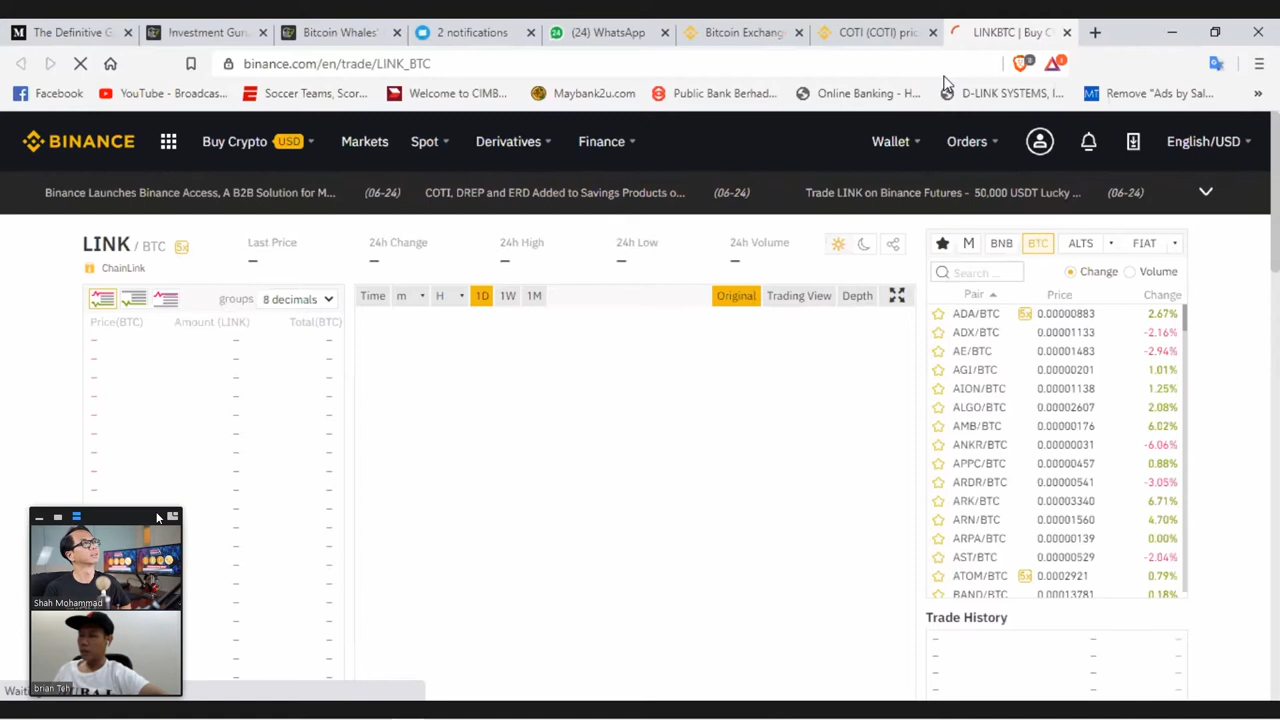 The Definitive G
Investment Guru
Bitcoin Whales'
2 notifications
(24) WhatsApp
Bitcoin Exchang
COTI (COTI) pric
LINKBTC | Buy C
binance.com/en/trade/LINK_BTC
Facebook
YouTube - Broadcas...
Soccer Teams, Scor...
Welcome to CIMB...
Maybank2u.com
Public Bank Berhad...
Online Banking - H...
D-LINK SYSTEMS, I...
Remove "Ads by Sal...
BINANCE
Buy Crypto USD
Markets
Spot
Derivatives
Finance
Wallet
Orders
English/USD
Binance Launches Binance Access, A B2B Solution for M... (06-24)
COTI, DREP and ERD Added to Savings Products o... (06-24)
Trade LINK on Binance Futures - 50,000 USDT Lucky ... (06-24)
LINK / BTC 5x
ChainLink
Last Price
–
24h Change
–
24h High
–
24h Low
–
24h Volume
–
groups 8 decimals
Price(BTC) Amount (LINK) Total(BTC)
Time m H 1D 1W 1M
Original Trading View Depth
M BNB BTC ALTS FIAT
Search ...
Change Volume
Pair Price Change
ADA/BTC 5x 0.00000883 2.67%
ADX/BTC 0.00001133 -2.16%
AE/BTC 0.00001483 -2.94%
AGI/BTC 0.00000201 1.01%
AION/BTC 0.00001138 1.25%
ALGO/BTC 0.00002607 2.08%
AMB/BTC 0.00000176 6.02%
ANKR/BTC 0.00000031 -6.06%
APPC/BTC 0.00000457 0.88%
ARDR/BTC 0.00000541 -3.05%
ARK/BTC 0.00003340 6.71%
ARN/BTC 0.00001560 4.70%
ARPA/BTC 0.00000139 0.00%
AST/BTC 0.00000529 -2.04%
ATOM/BTC 5x 0.0002921 0.79%
BAND/BTC 0.00013781 0.18%
Trade History
Shah Mohammad
brian Teh